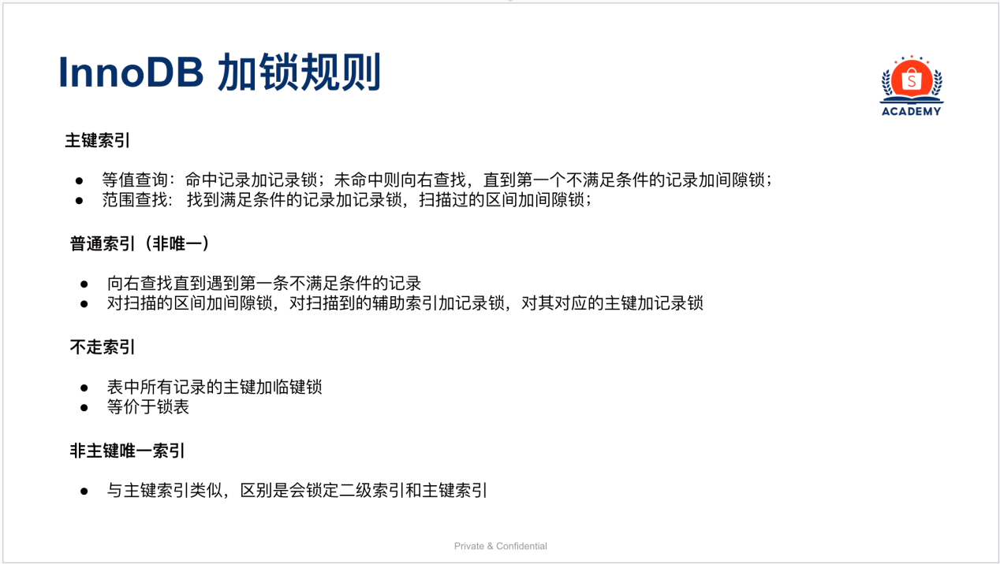 InnoDB 加锁规则
S
ACADEMY
主键索引
● 等值查询：命中记录加记录锁；未命中则向右查找，直到第一个不满足条件的记录加间隙锁；
● 范围查找: 找到满足条件的记录加记录锁，扫描过的区间加间隙锁；
普通索引（非唯一）
● 向右查找直到遇到第一条不满足条件的记录
● 对扫描的区间加间隙锁，对扫描到的辅助索引加记录锁，对其对应的主键加记录锁
不走索引
● 表中所有记录的主键加临键锁
● 等价于锁表
非主键唯一索引
● 与主键索引类似，区别是会锁定二级索引和主键索引
Private & Confidential